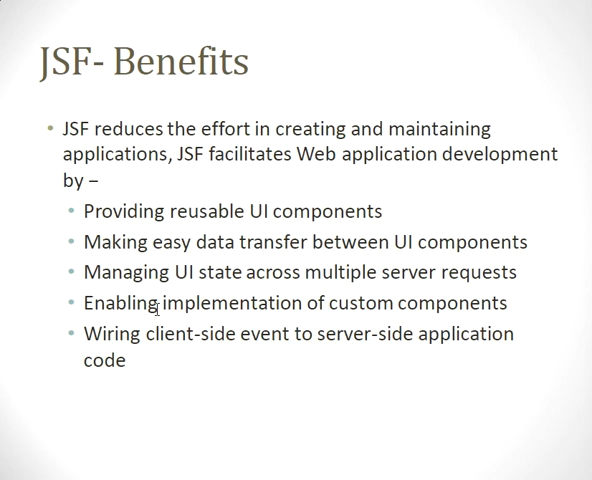 JSF- Benefits
• JSF reduces the effort in creating and maintaining
applications, JSF facilitates Web application development
by –
• Providing reusable UI components
• Making easy data transfer between UI components
• Managing UI state across multiple server requests
• Enabling implementation of custom components
• Wiring client-side event to server-side application
code